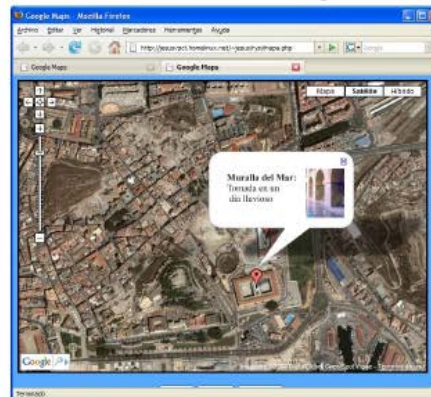 Google Maps - Mozilla Firefox
Archivo Editar Ver Historial Marcadores Herramientas Ayuda
Google Maps
Google Maps
Mapa Satélite Híbrido
Muralla del Mar:
Tomada en un
día lluvioso
Google
Terminado